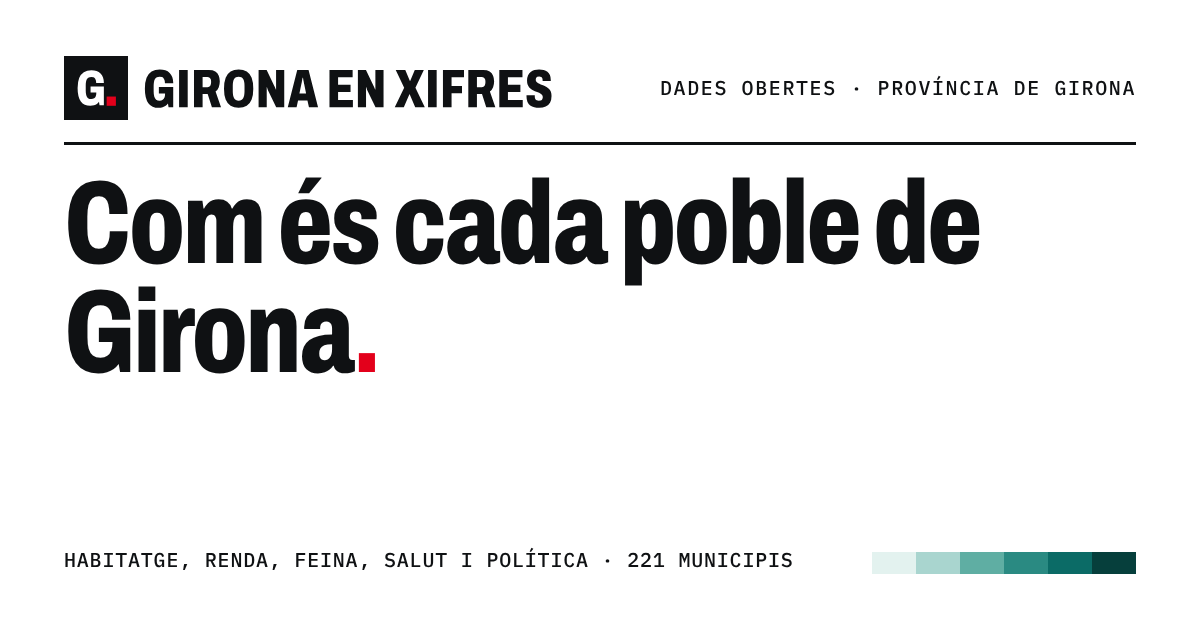 G.
GIRONA EN XIFRES
DADES OBERTES · PROVÍNCIA DE GIRONA
Com és cada poble de
Girona.
HABITATGE, RENDA, FEINA, SALUT I POLÍTICA · 221 MUNICIPIS